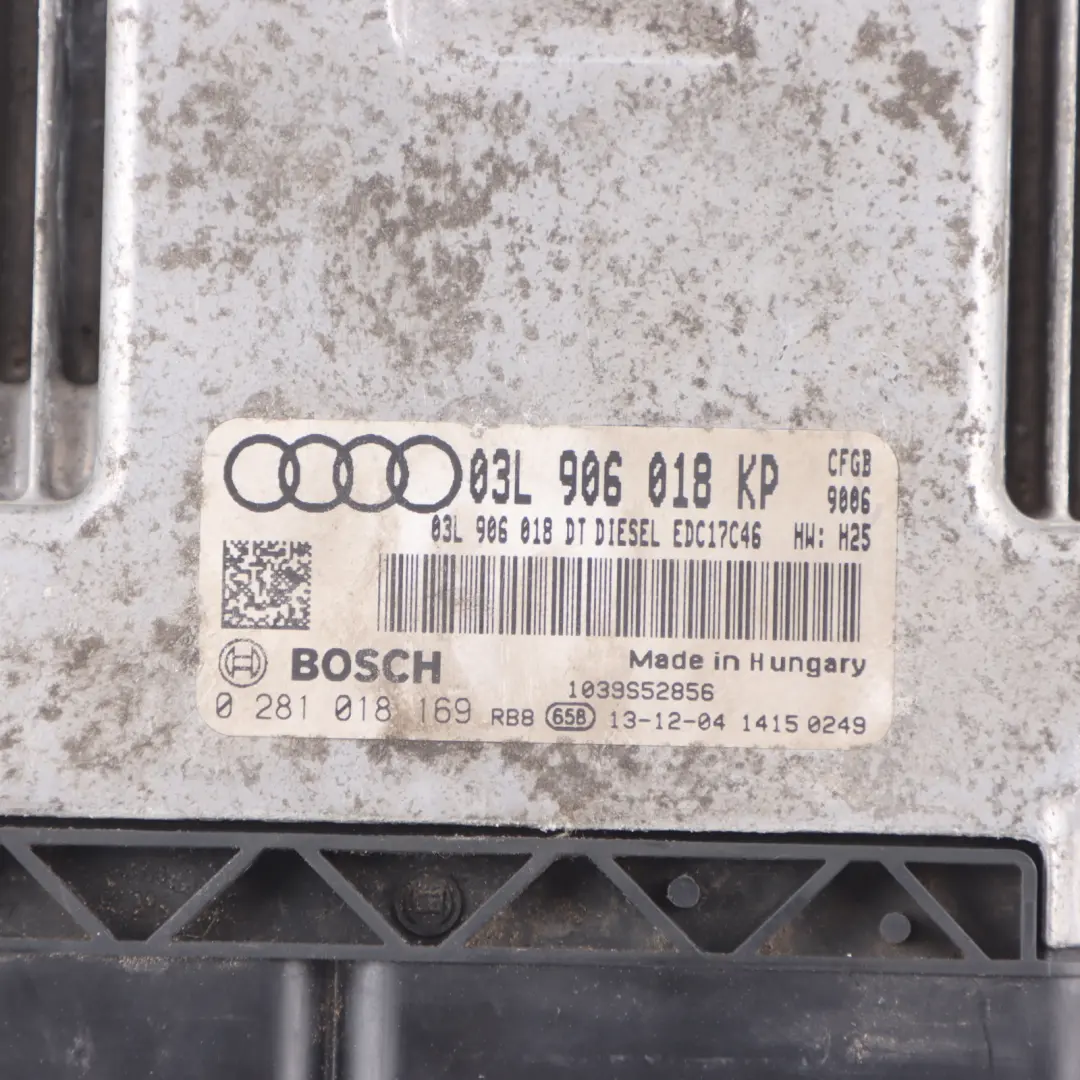 03L 906 018 KP CFGB
9006
03L 906 018 DT DIESEL EDC17C46 HW: H25
BOSCH Made in Hungary
1039S52856
0 281 018 169 RB8 658 13-12-04 1415 0249